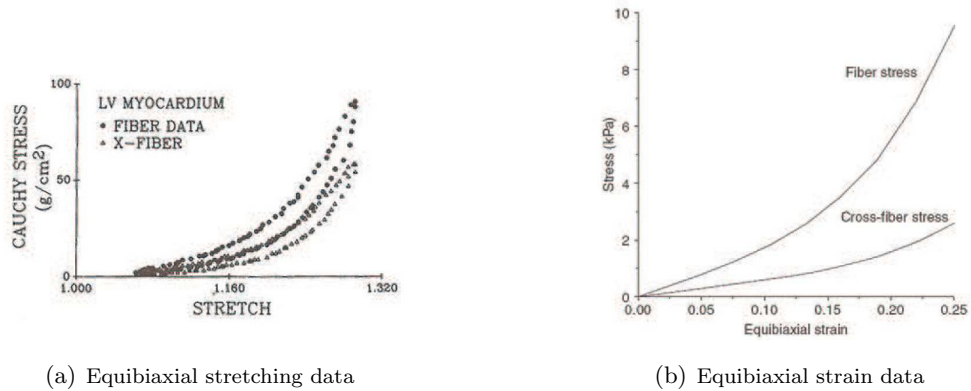 100
50
0
1.000
1.160
1.320
CAUCHY STRESS
(g/cm2)
STRETCH
LV MYOCARDIUM
FIBER DATA
X-FIBER
10
8
6
4
2
0
0.00
0.05
0.10
0.15
0.20
0.25
Stress (kPa)
Equibiaxial strain
Fiber stress
Cross-fiber stress
(a) Equibiaxial stretching data
(b) Equibiaxial strain data